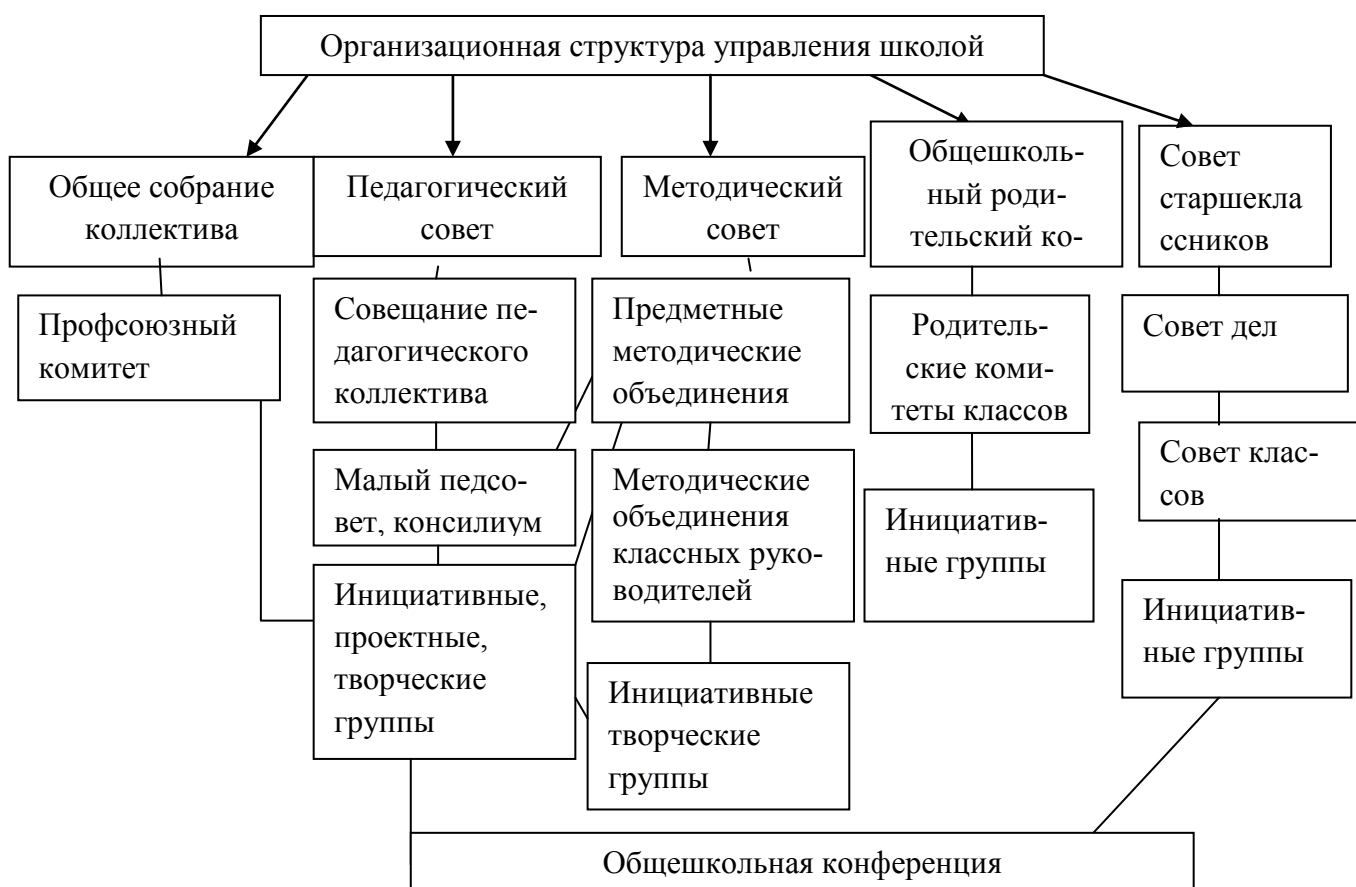 Организационная структура управления школой
Общее собрание
коллектива
Педагогический
совет
Методический
совет
Общешколь-
ный роди-
тельский ко-
Совет
старшекла
ссников
Профсоюзный
комитет
Совещание пе-
дагогического
коллектива
Предметные
методические
объединения
Родитель-
ские коми-
теты классов
Совет дел
Малый педсо-
вет, консилиум
Методические
объединения
классных руко-
водителей
Инициатив-
ные группы
Совет клас-
сов
Инициативные,
проектные,
творческие
группы
Инициативные
творческие
группы
Инициатив-
ные группы
Общешкольная конференция